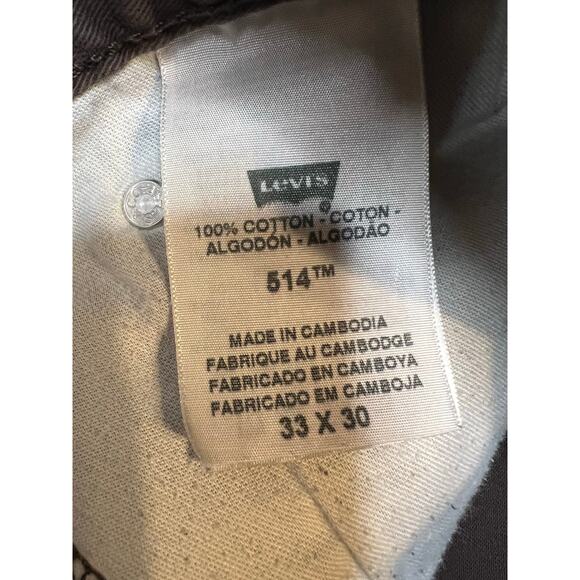 Levi's
®
100% COTTON - COTON -
ALGODÓN - ALGODÃO
514™
MADE IN CAMBODIA
FABRIQUE AU CAMBODGE
FABRICADO EN CAMBOYA
FABRICADO EM CAMBOJA
33 X 30